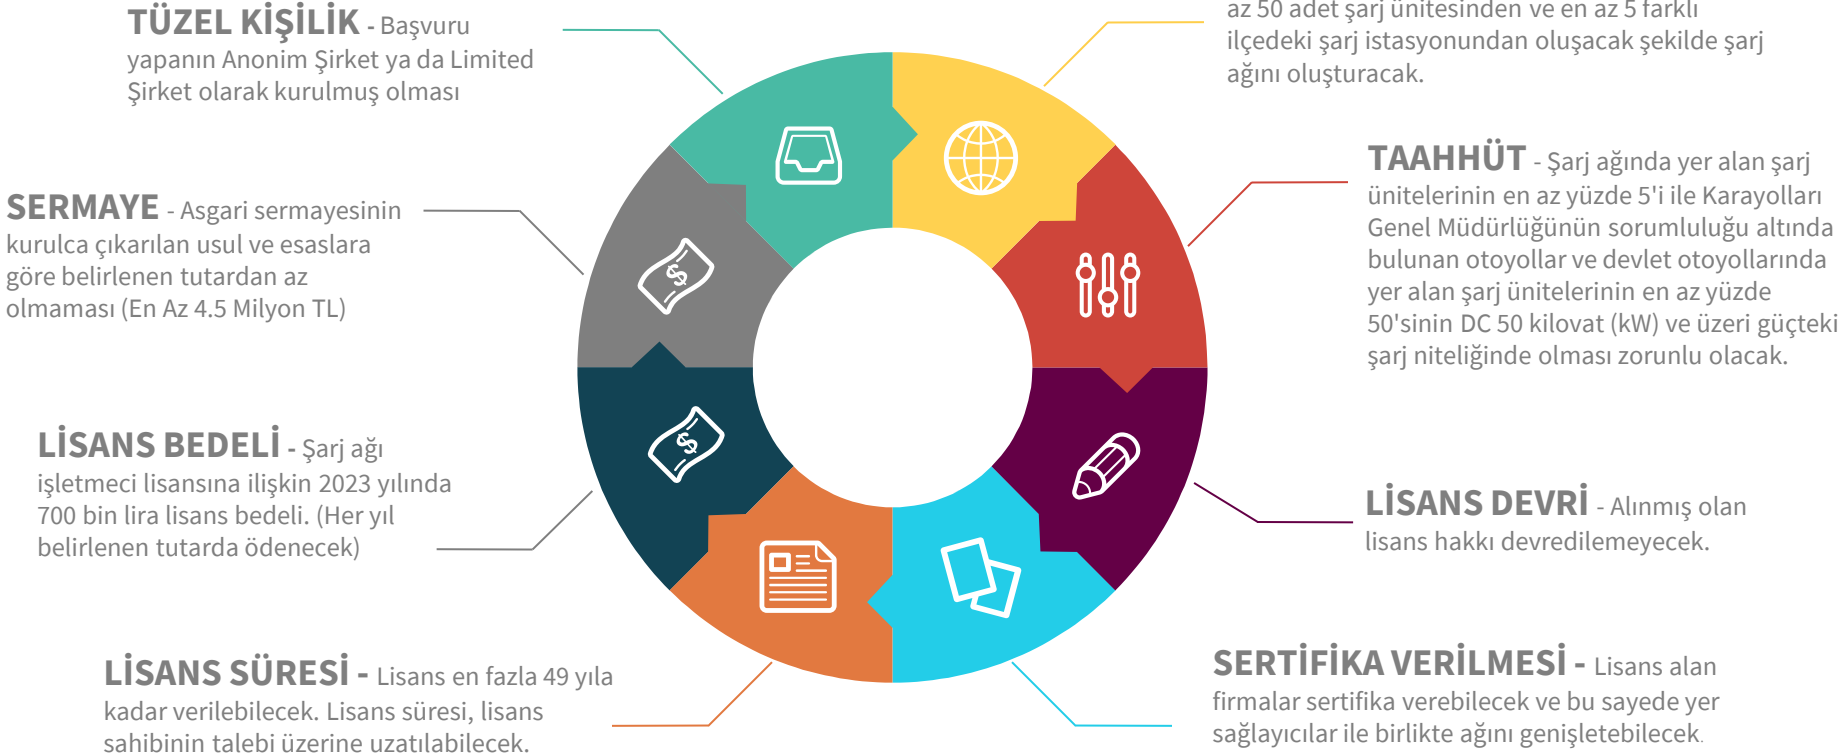 TÜZEL KİŞİLİK - Başvuru
yapanın Anonim Şirket ya da Limited
Şirket olarak kurulmuş olması
az 50 adet şarj ünitesinden ve en az 5 farklı
ilçedeki şarj istasyonundan oluşacak şekilde şarj
ağını oluşturacak.
TAAHHÜT - Şarj ağında yer alan şarj
ünitelerinin en az yüzde 5'i ile Karayolları
Genel Müdürlüğünün sorumluluğu altında
bulunan otoyollar ve devlet otoyollarında
yer alan şarj ünitelerinin en az yüzde
50'sinin DC 50 kilovat (kW) ve üzeri güçteki
şarj niteliğinde olması zorunlu olacak.
SERMAYE - Asgari sermayesinin
kurulca çıkarılan usul ve esaslara
göre belirlenen tutardan az
olmaması (En Az 4.5 Milyon TL)
LİSANS BEDELİ - Şarj ağı
işletmeci lisansına ilişkin 2023 yılında
700 bin lira lisans bedeli. (Her yıl
belirlenen tutarda ödenecek)
LİSANS DEVRİ - Alınmış olan
lisans hakkı devredilemeyecek.
LİSANS SÜRESİ - Lisans en fazla 49 yıla
kadar verilebilecek. Lisans süresi, lisans
sahibinin talebi üzerine uzatılabilecek.
SERTİFİKA VERİLMESİ - Lisans alan
firmalar sertifika verebilecek ve bu sayede yer
sağlayıcılar ile birlikte ağını genişletebilecek.